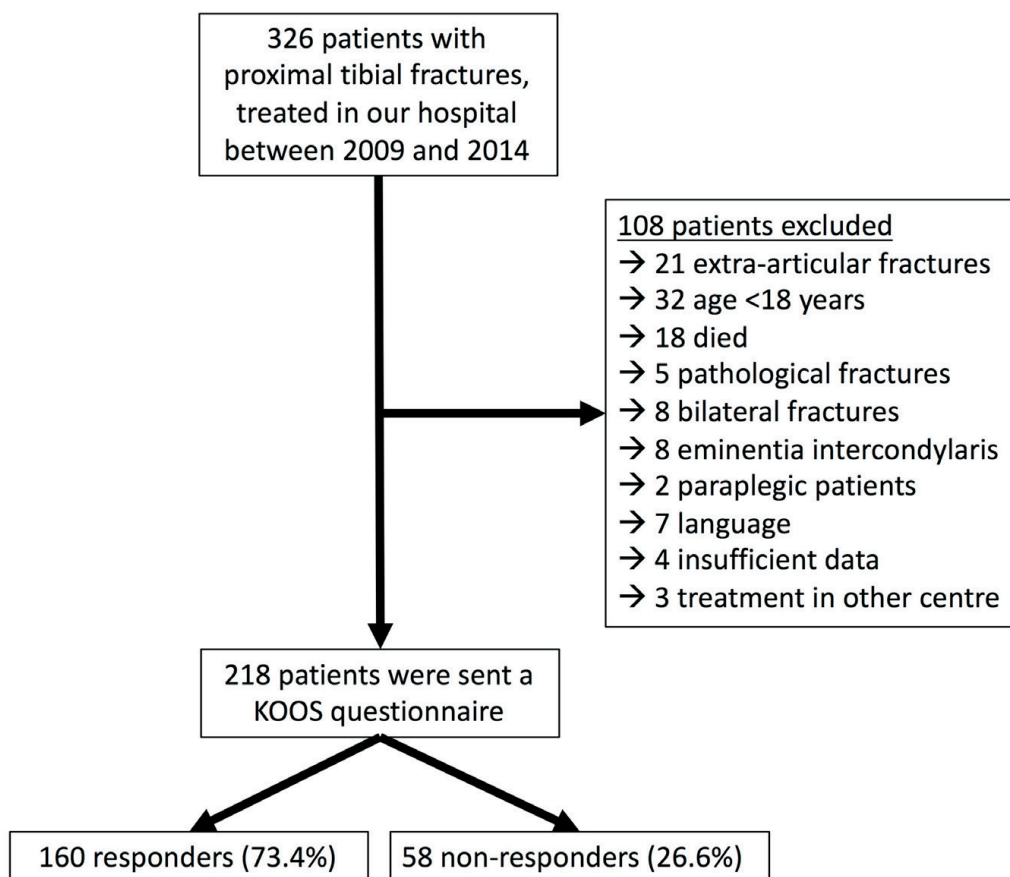 326 patients with
proximal tibial fractures,
treated in our hospital
between 2009 and 2014
108 patients excluded
→ 21 extra-articular fractures
→ 32 age <18 years
→ 18 died
→ 5 pathological fractures
→ 8 bilateral fractures
→ 8 eminentia intercondylaris
→ 2 paraplegic patients
→ 7 language
→ 4 insufficient data
→ 3 treatment in other centre
218 patients were sent a
KOOS questionnaire
160 responders (73.4%)
58 non-responders (26.6%)